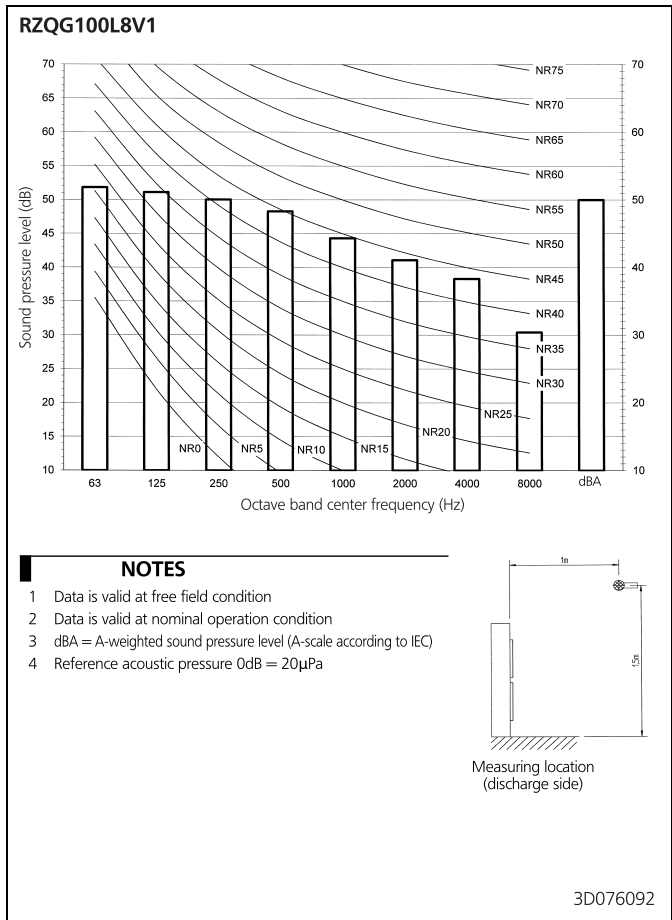 RZQG100L8V1
Sound pressure level (dB)
70
65
60
55
50
45
40
35
30
25
20
15
10
70
60
50
40
30
20
10
NR75
NR70
NR65
NR60
NR55
NR50
NR45
NR40
NR35
NR30
NR25
NR20
NR0
NR5
NR10
NR15
63
125
250
500
1000
2000
4000
8000
dBA
Octave band center frequency (Hz)
NOTES
1 Data is valid at free field condition
2 Data is valid at nominal operation condition
3 dBA = A-weighted sound pressure level (A-scale according to IEC)
4 Reference acoustic pressure 0dB = 20µPa
1m
1,5m
Measuring location
(discharge side)
3D076092